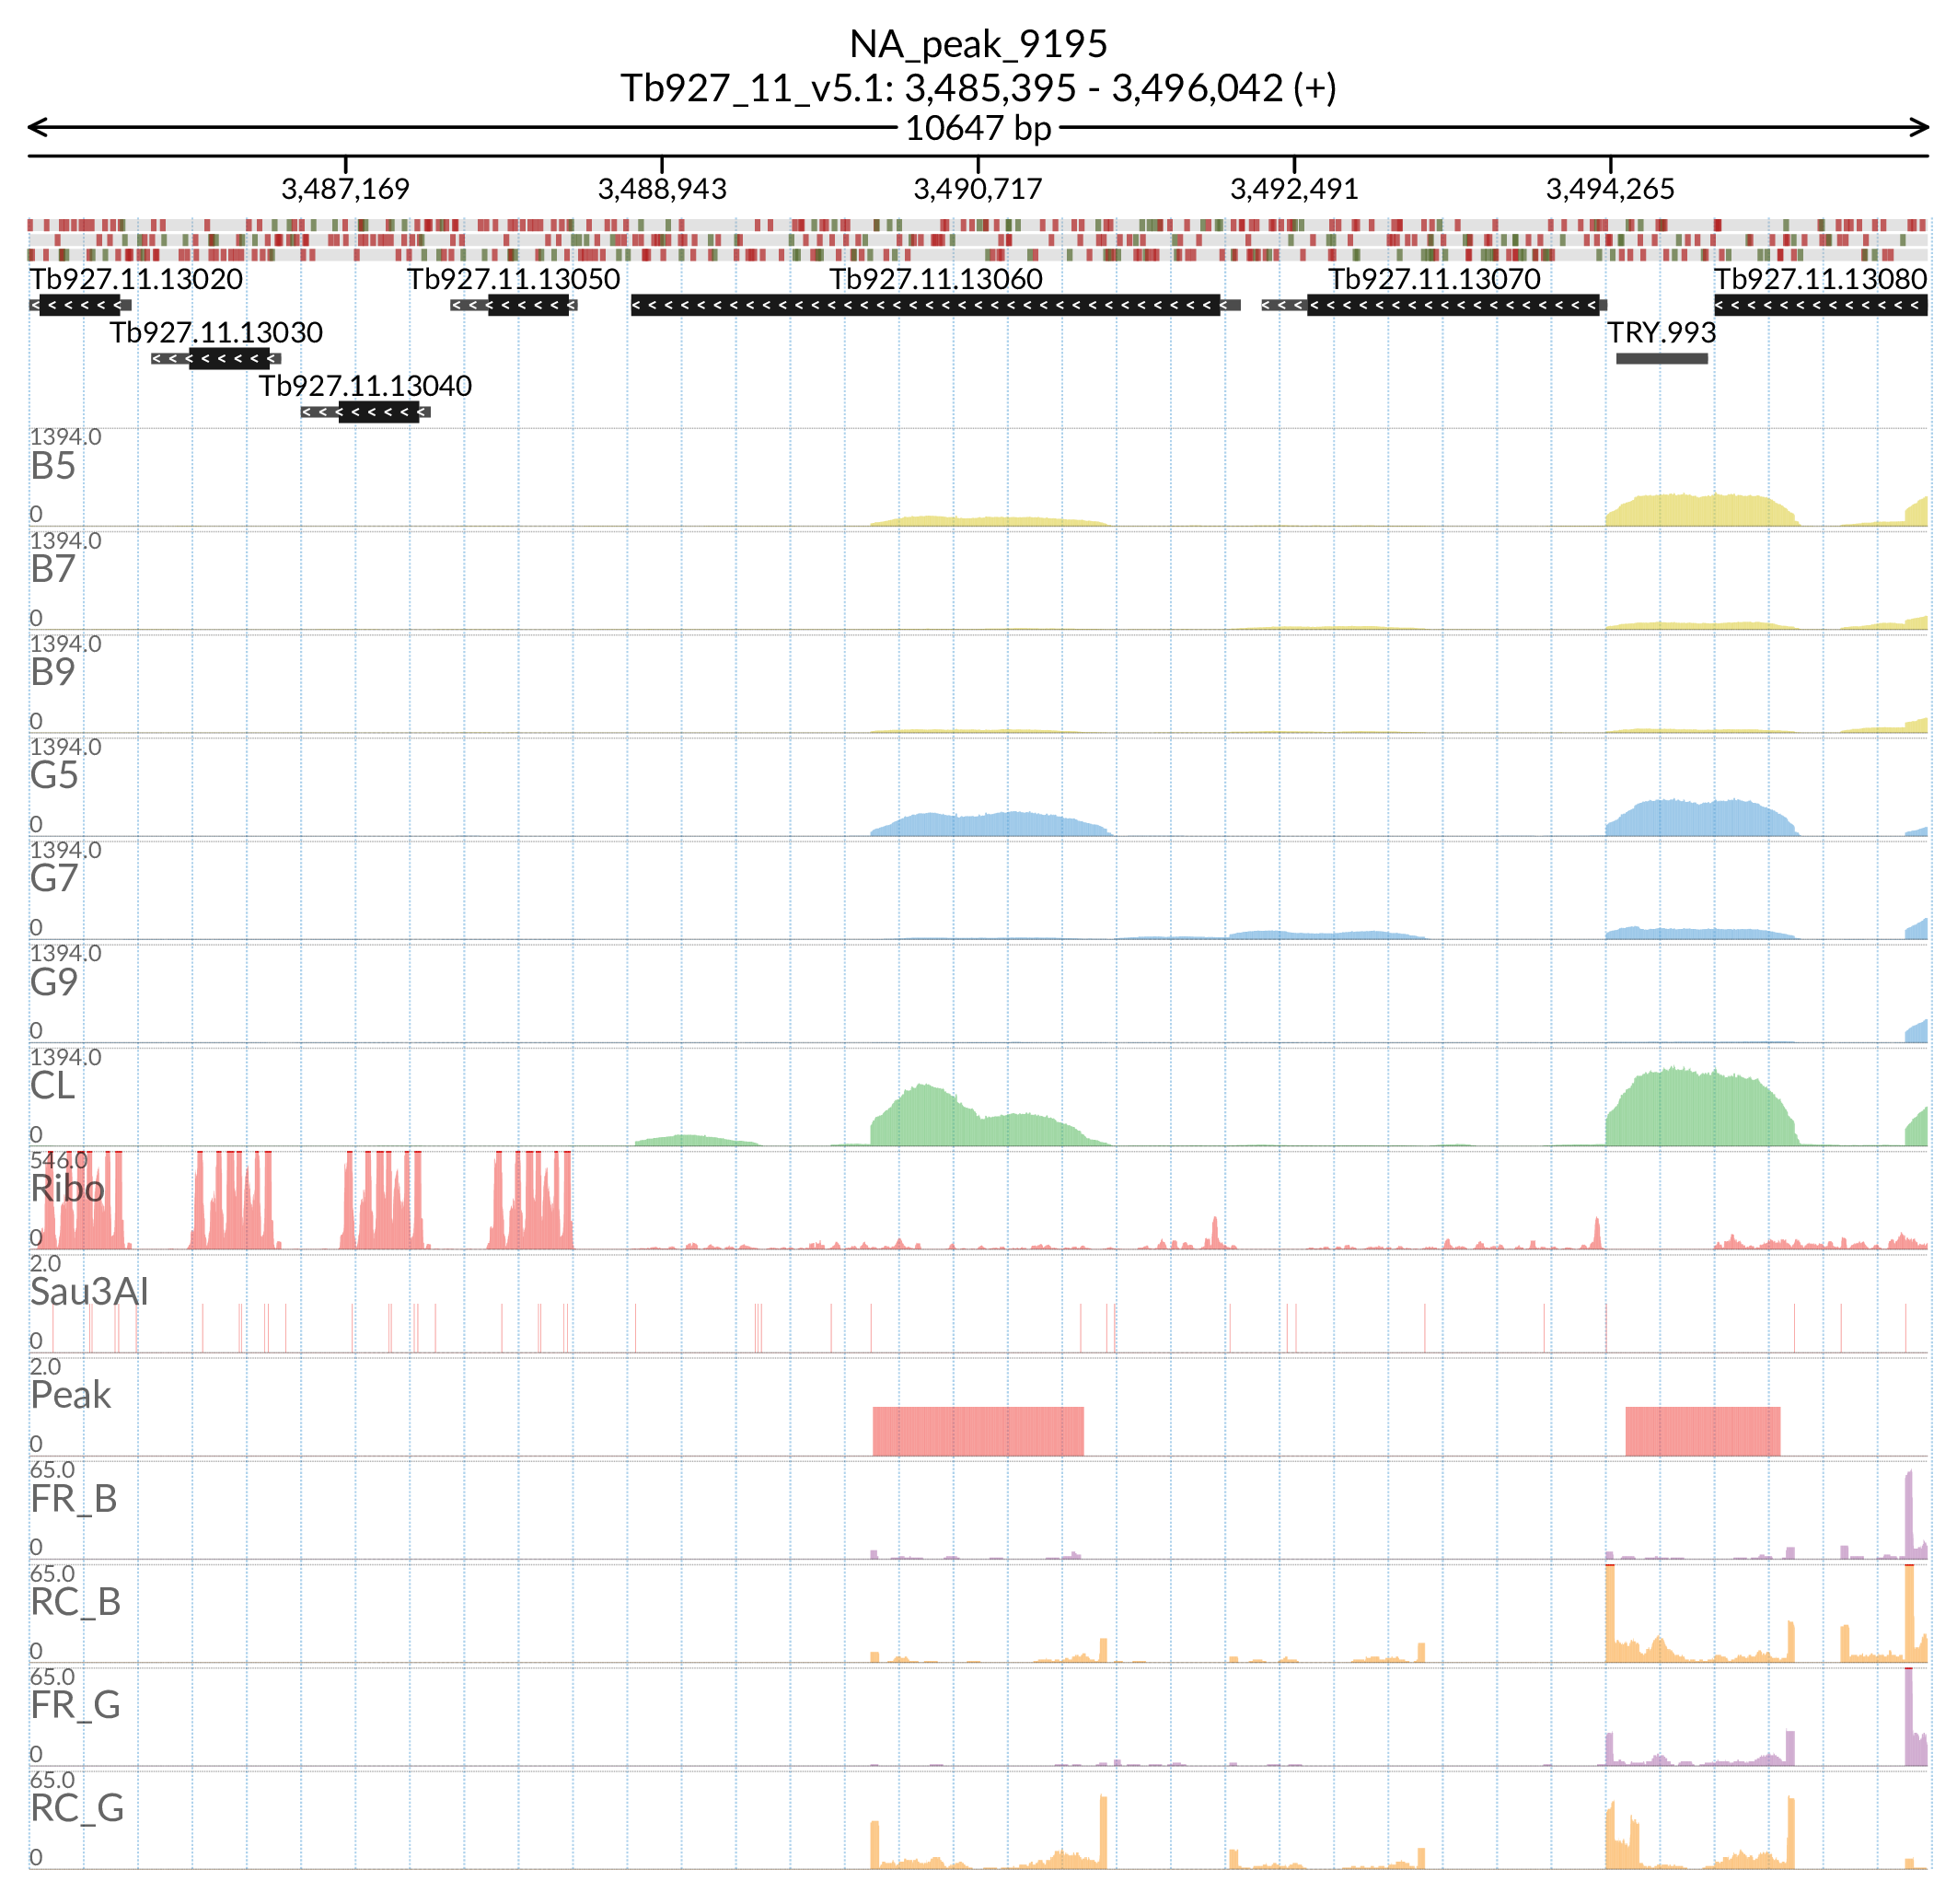 NA_peak_9195
Tb927_11_v5.1: 3,485,395 - 3,496,042 (+)
10647 bp
3,487,169 3,488,943 3,490,717 3,492,491 3,494,265
Tb927.11.13020 Tb927.11.13050 Tb927.11.13060 Tb927.11.13070 Tb927.11.13080
Tb927.11.13030 TRY.993
Tb927.11.13040
1394.0
B5
0
1394.0
B7
0
1394.0
B9
0
1394.0
G5
0
1394.0
G7
0
1394.0
G9
0
1394.0
CL
0
546.0
Ribo
0
2.0
Sau3AI
0
2.0
Peak
0
65.0
FR_B
0
65.0
RC_B
0
65.0
FR_G
0
65.0
RC_G
0